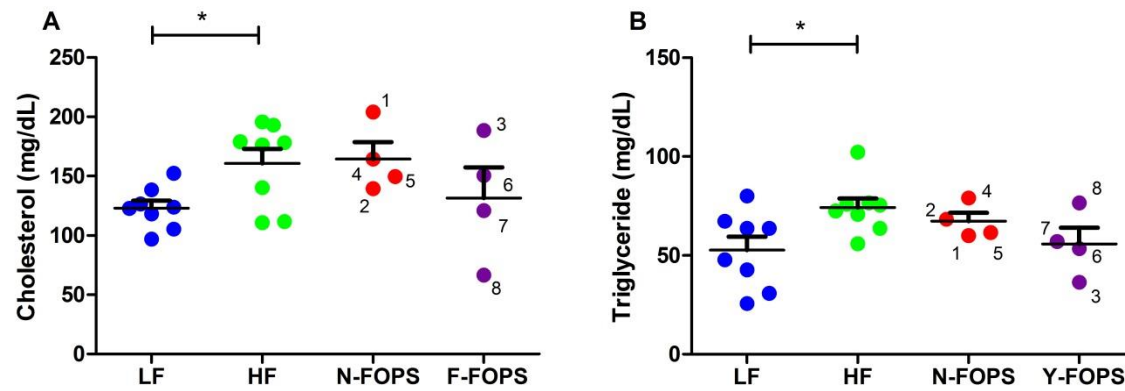 A
*
Cholesterol (mg/dL)
250
200
150
100
50
0
1
4
5
2
3
6
7
8
LF
HF
N-FOPS
F-FOPS
B
*
Triglyceride (mg/dL)
150
100
50
0
4
2
1
5
8
7
6
3
LF
HF
N-FOPS
Y-FOPS